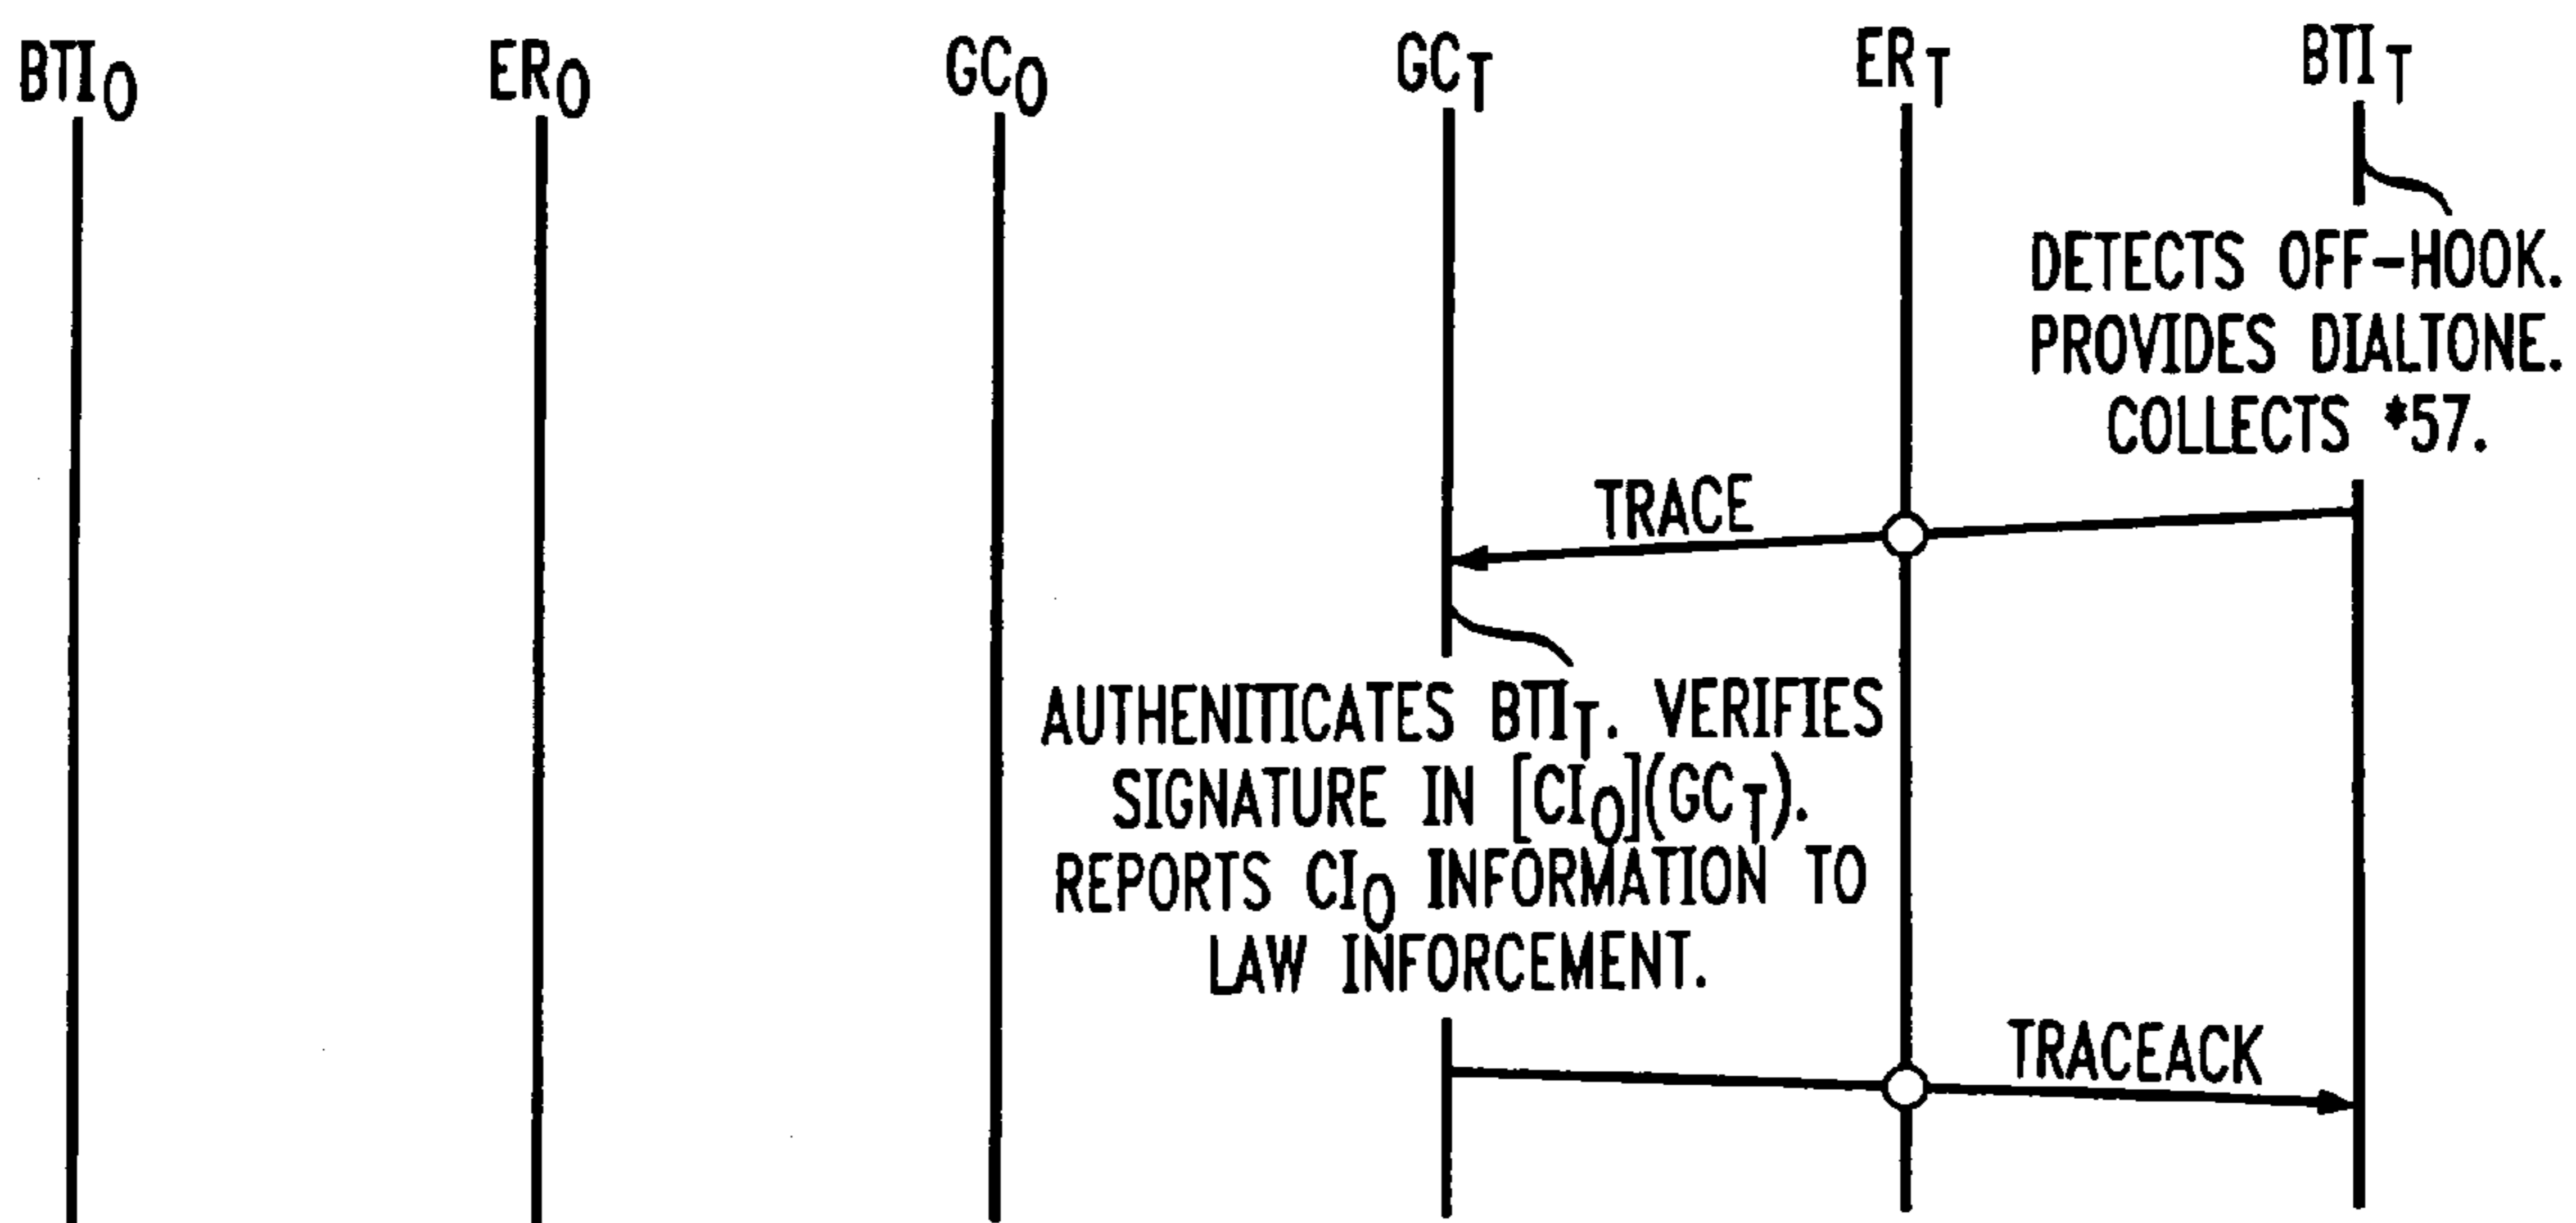 BTIO ERO GCO GCT ERT BTIT
DETECTS OFF-HOOK.
PROVIDES DIALTONE.
COLLECTS *57.
TRACE
AUTHENITICATES BTIT. VERIFIES
SIGNATURE IN [CIO](GCT).
REPORTS CIO INFORMATION TO
LAW INFORCEMENT.
TRACEACK